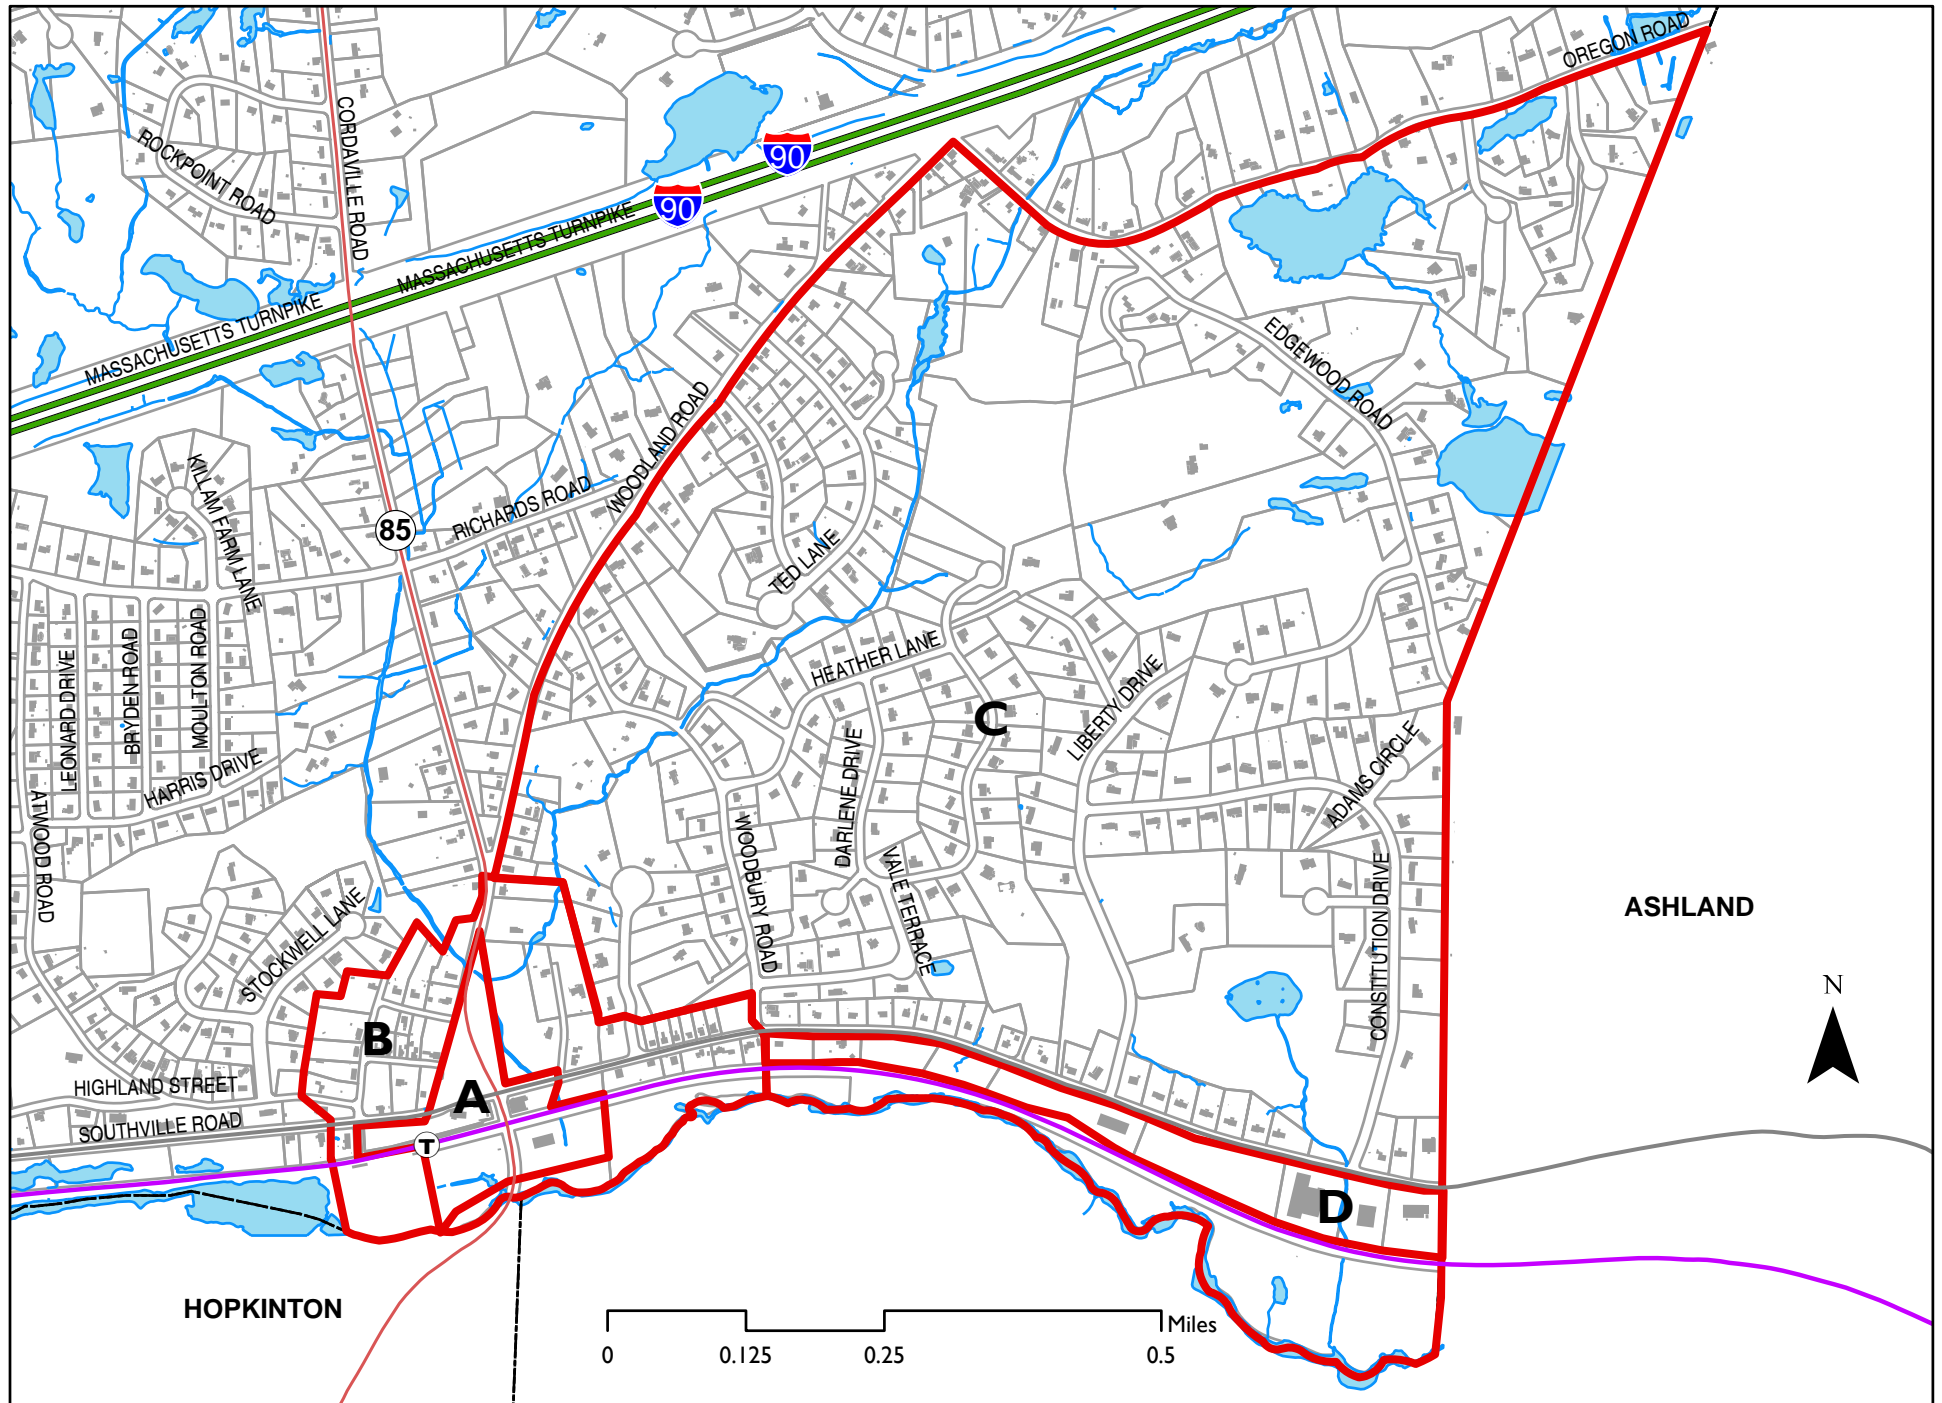 OREGON ROAD
CORDAVILLE ROAD
ROCKPOINT ROAD
90
90
MASSACHUSETTS TURNPIKE
MASSACHUSETTS TURNPIKE
EDGEWOOD ROAD
WOODLAND ROAD
KILLAM FARM LANE
RICHARDS ROAD
85
TED LANE
HEATHER LANE
LIBERTY DRIVE
C
LEONARD DRIVE
BRYDEN ROAD
MOULTON ROAD
HARRIS DRIVE
ADAMS CIRCLE
DARLENE DRIVE
ATWOOD ROAD
WOODBURY ROAD
VALE TERRACE
CONSTITUTION DRIVE
ASHLAND
STOCKWELL LANE
N
B
HIGHLAND STREET
A
SOUTHVILLE ROAD
T
D
HOPKINTON
Miles
0 0.125 0.25 0.5